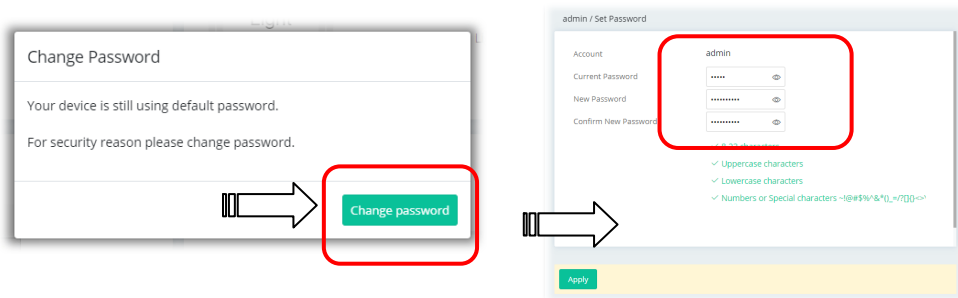 Change Password
Your device is still using default password.
For security reason please change password.
Change password
admin / Set Password
Account admin
Current Password •••••
New Password ••••••••••
Confirm New Password ••••••••••
characters
Uppercase characters
Lowercase characters
Numbers or Special characters ~!@#$%^&*()_=/?[]{}<>'
Apply